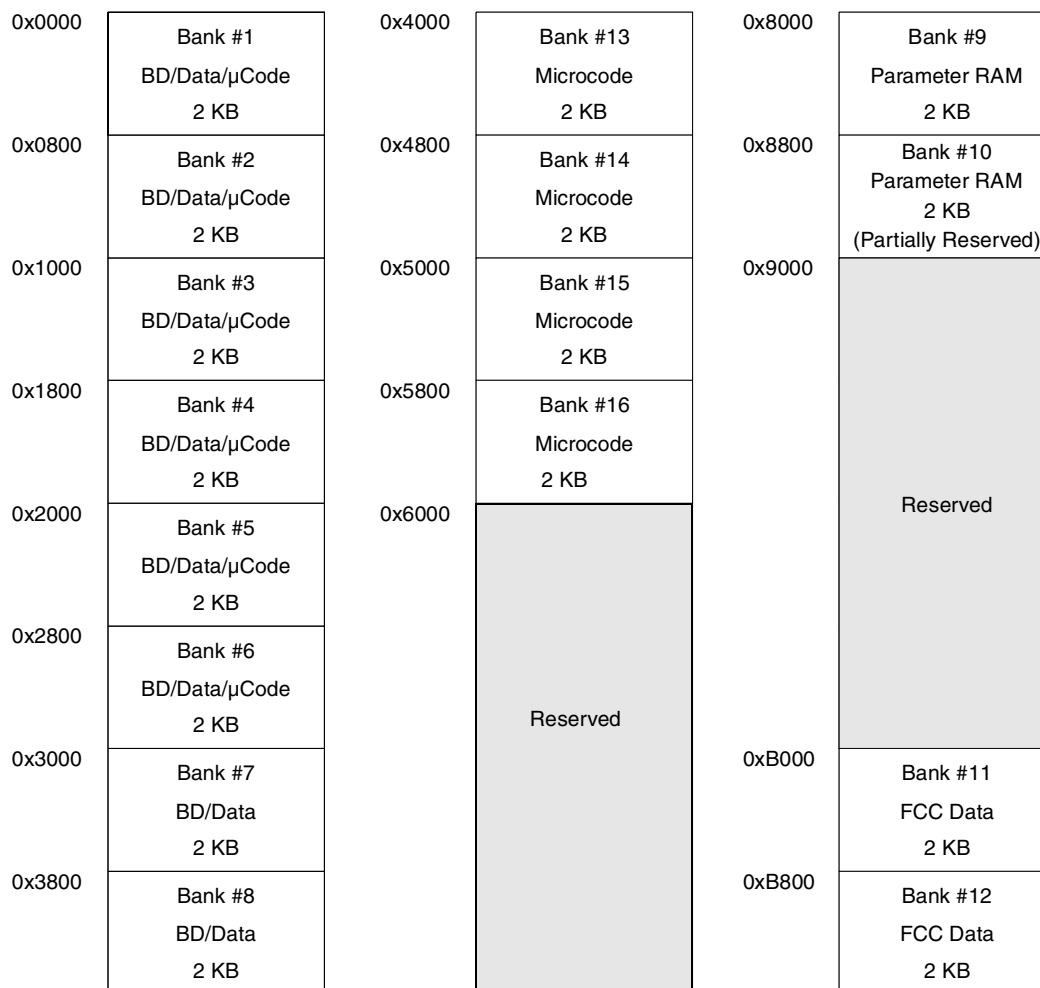 0x0000
Bank #1
BD/Data/µCode
2 KB
0x0800
Bank #2
BD/Data/µCode
2 KB
0x1000
Bank #3
BD/Data/µCode
2 KB
0x1800
Bank #4
BD/Data/µCode
2 KB
0x2000
Bank #5
BD/Data/µCode
2 KB
0x2800
Bank #6
BD/Data/µCode
2 KB
0x3000
Bank #7
BD/Data
2 KB
0x3800
Bank #8
BD/Data
2 KB
0x4000
Bank #13
Microcode
2 KB
0x4800
Bank #14
Microcode
2 KB
0x5000
Bank #15
Microcode
2 KB
0x5800
Bank #16
Microcode
2 KB
0x6000
Reserved
0x8000
Bank #9
Parameter RAM
2 KB
0x8800
Bank #10
Parameter RAM
2 KB
(Partially Reserved)
0x9000
Reserved
0xB000
Bank #11
FCC Data
2 KB
0xB800
Bank #12
FCC Data
2 KB